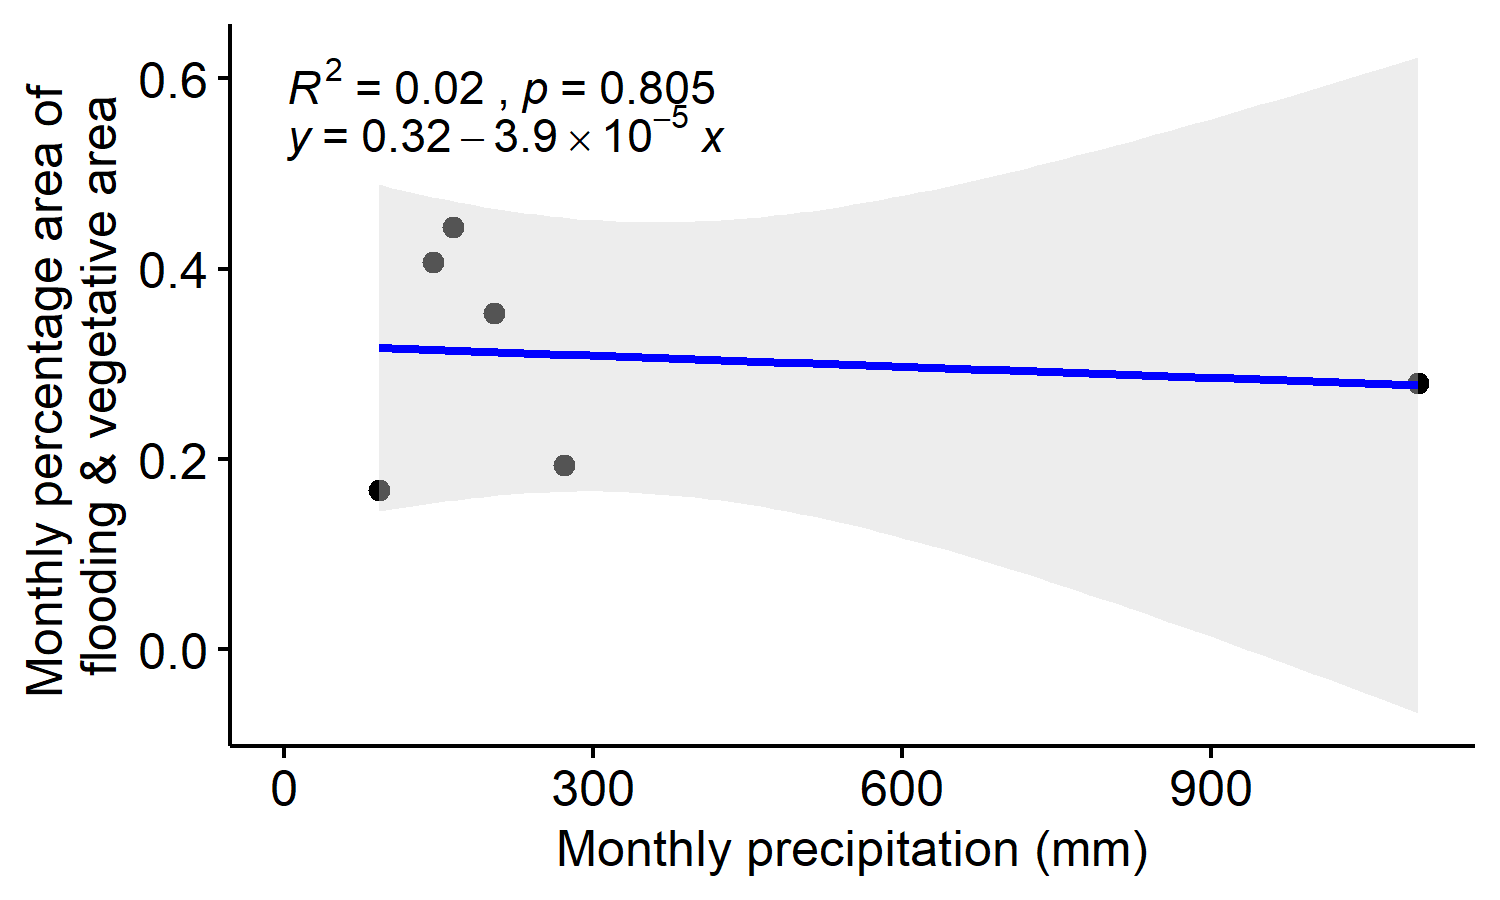 R² = 0.02 , p = 0.805
y = 0.32 – 3.9 × 10⁻⁵ x
Monthly percentage area of
flooding & vegetative area
0.6
0.4
0.2
0.0
0 300 600 900
Monthly precipitation (mm)